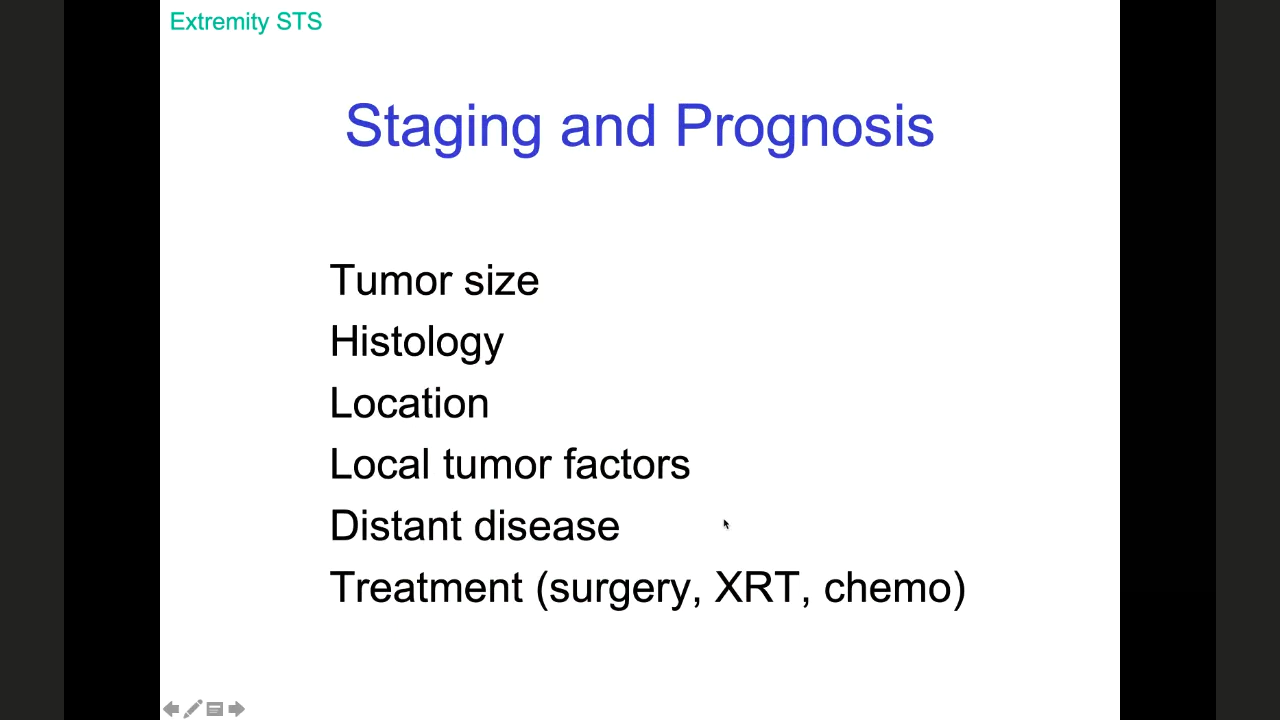 Extremity STS
Staging and Prognosis
Tumor size
Histology
Location
Local tumor factors
Distant disease
Treatment (surgery, XRT, chemo)